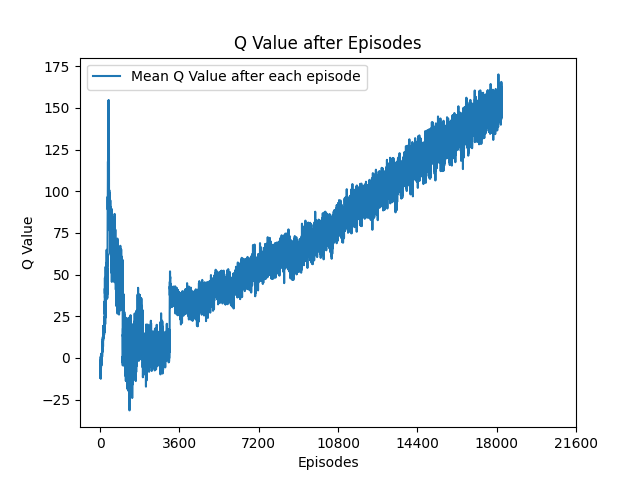 Q Value after Episodes
Mean Q Value after each episode
175
150
125
100
75
50
25
0
−25
Q Value
0 3600 7200 10800 14400 18000 21600
Episodes